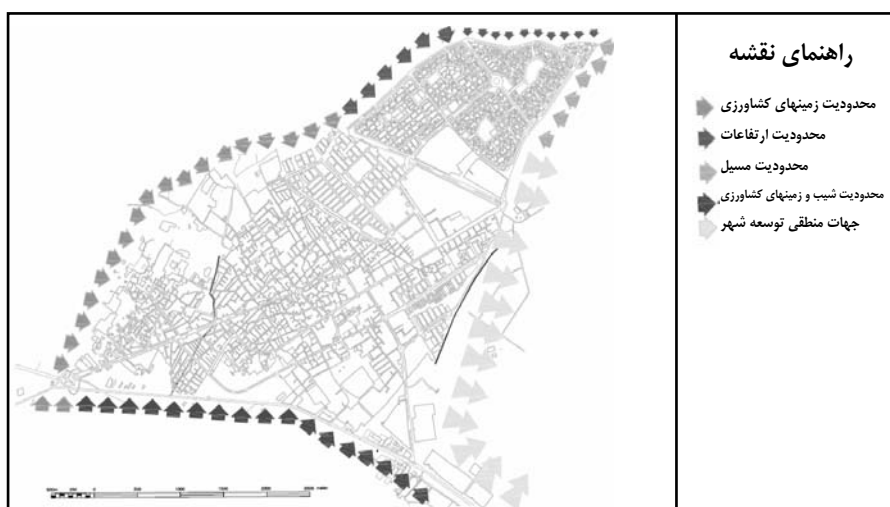 راهنمای نقشه
محدودیت زمینهای کشاورزی
محدودیت ارتفاعات
محدودیت مسیل
محدودیت شیب و زمینهای کشاورزی
جهات منطقی توسعه شهر